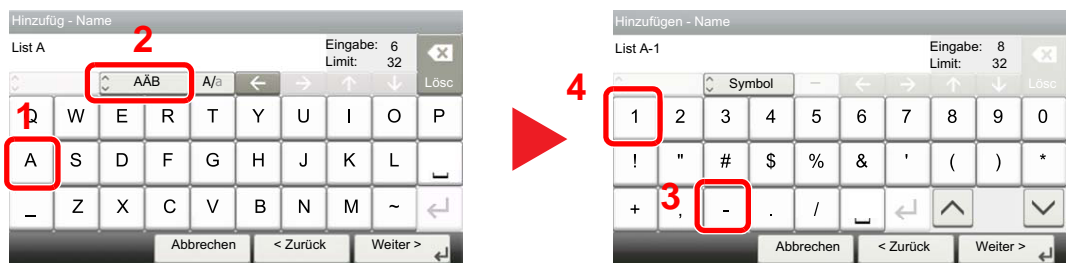 Hinzufüg - Name
List A
2
Eingabe: 6
Limit: 32
AÄB A/a ← → ↑ ↓ Lösc
1
Q W E R T Y U I O P
A S D F G H J K L
_ Z X C V B N M ~
Abbrechen < Zurück Weiter >
Hinzufügen - Name
List A-1
Eingabe: 8
Limit: 32
Symbol - ← → ↑ ↓ Lösc
4
1 2 3 4 5 6 7 8 9 0
! " # $ % & ' ( ) *
3
+ , - . /
Abbrechen < Zurück Weiter >